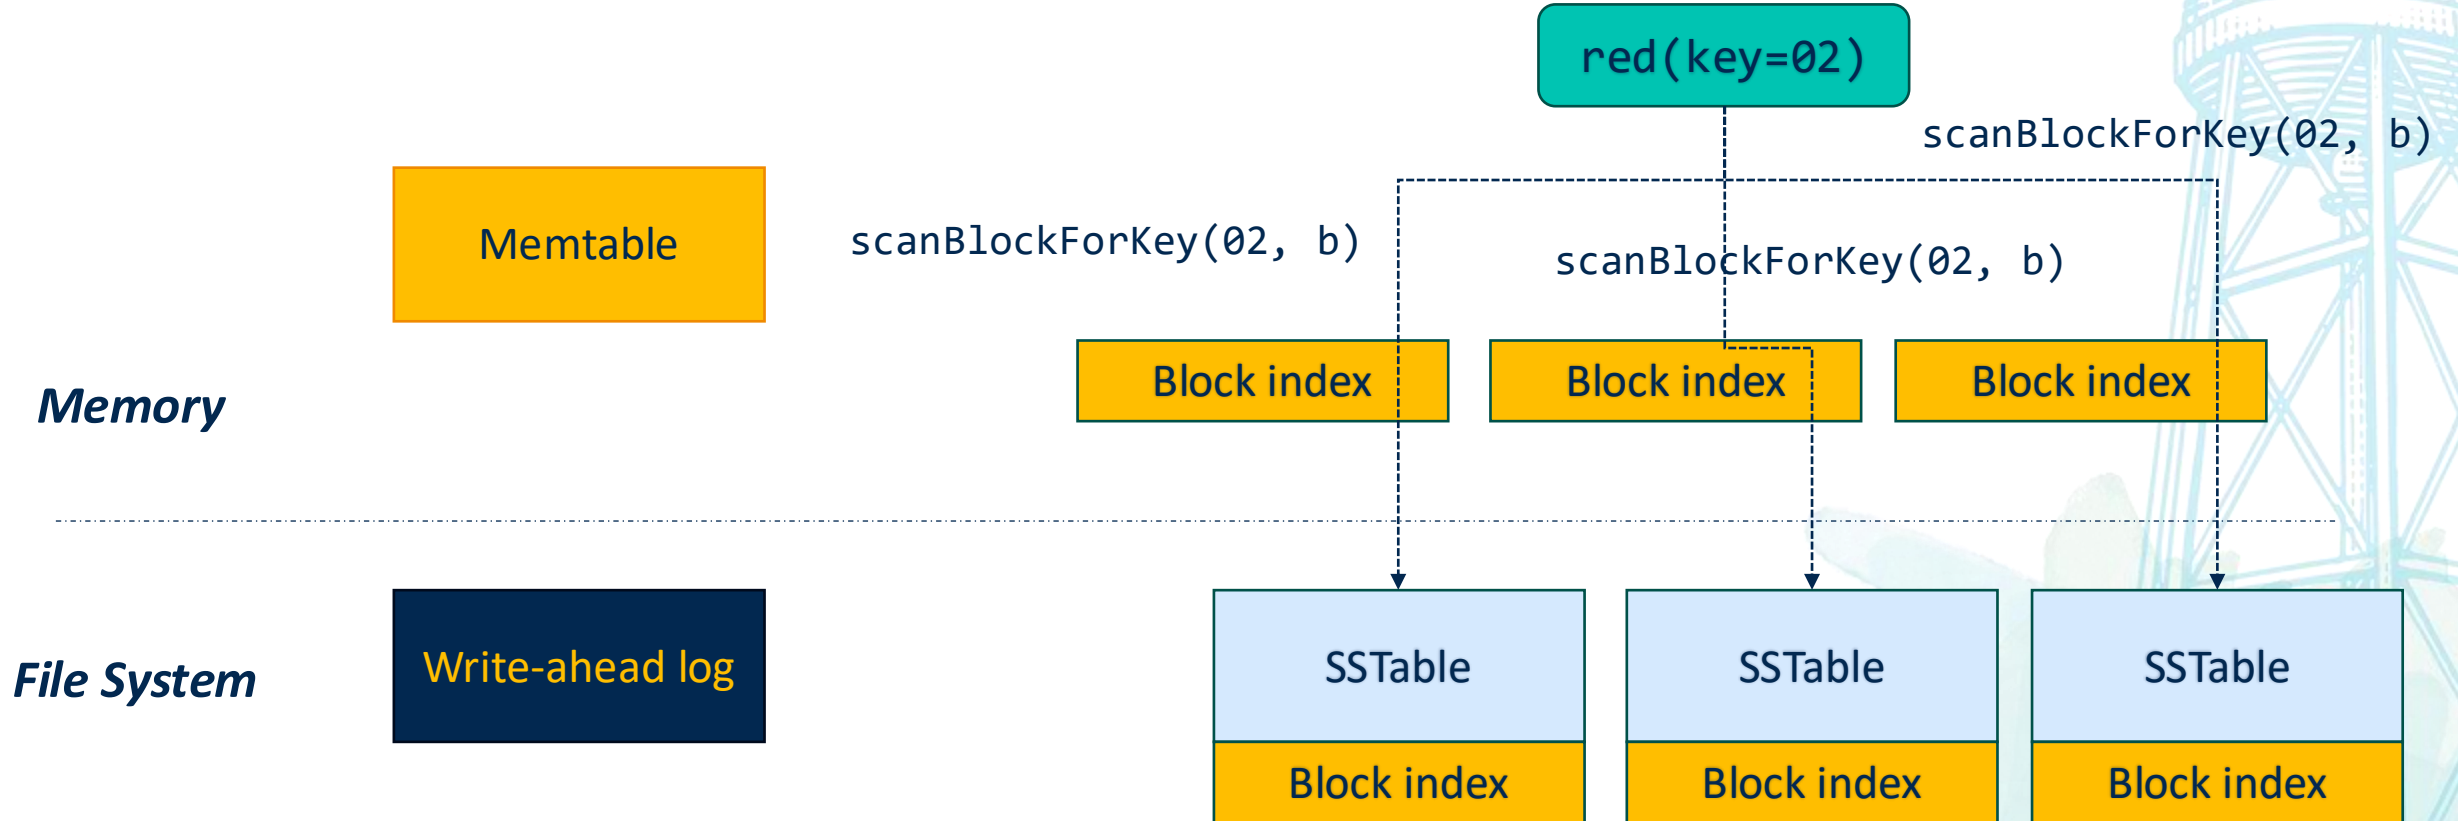 red(key=02)
scanBlockForKey(02, b)
Memtable
scanBlockForKey(02, b)
scanBlockForKey(02, b)
Block index
Block index
Block index
Memory
Write-ahead log
SSTable
SSTable
SSTable
File System
Block index
Block index
Block index